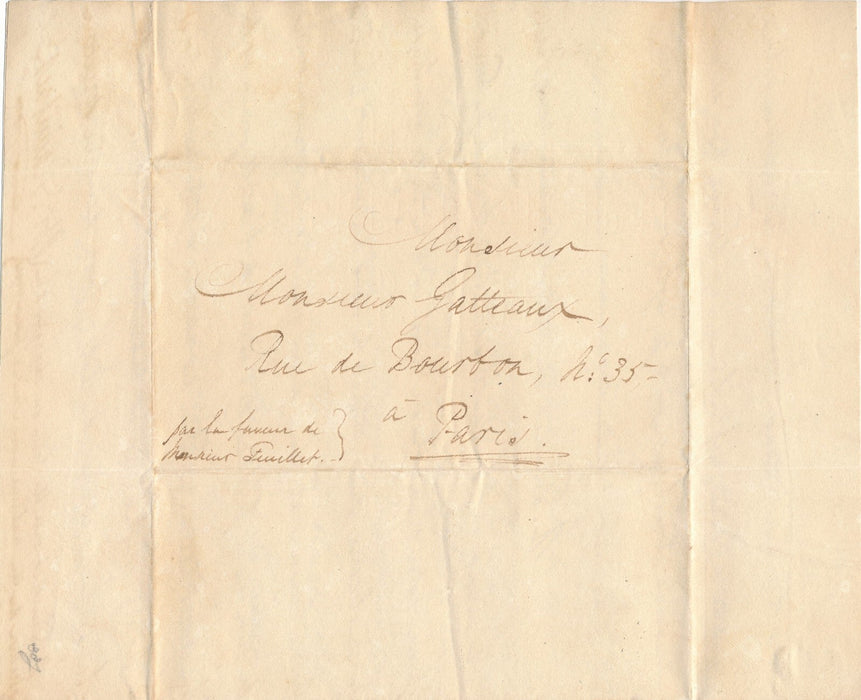 Monsieur
Monsieur Gatteaux,
Rue de Bourbon, N.º 35,-
à
Paris.
par la faveur de
Monsieur Feuillet.-